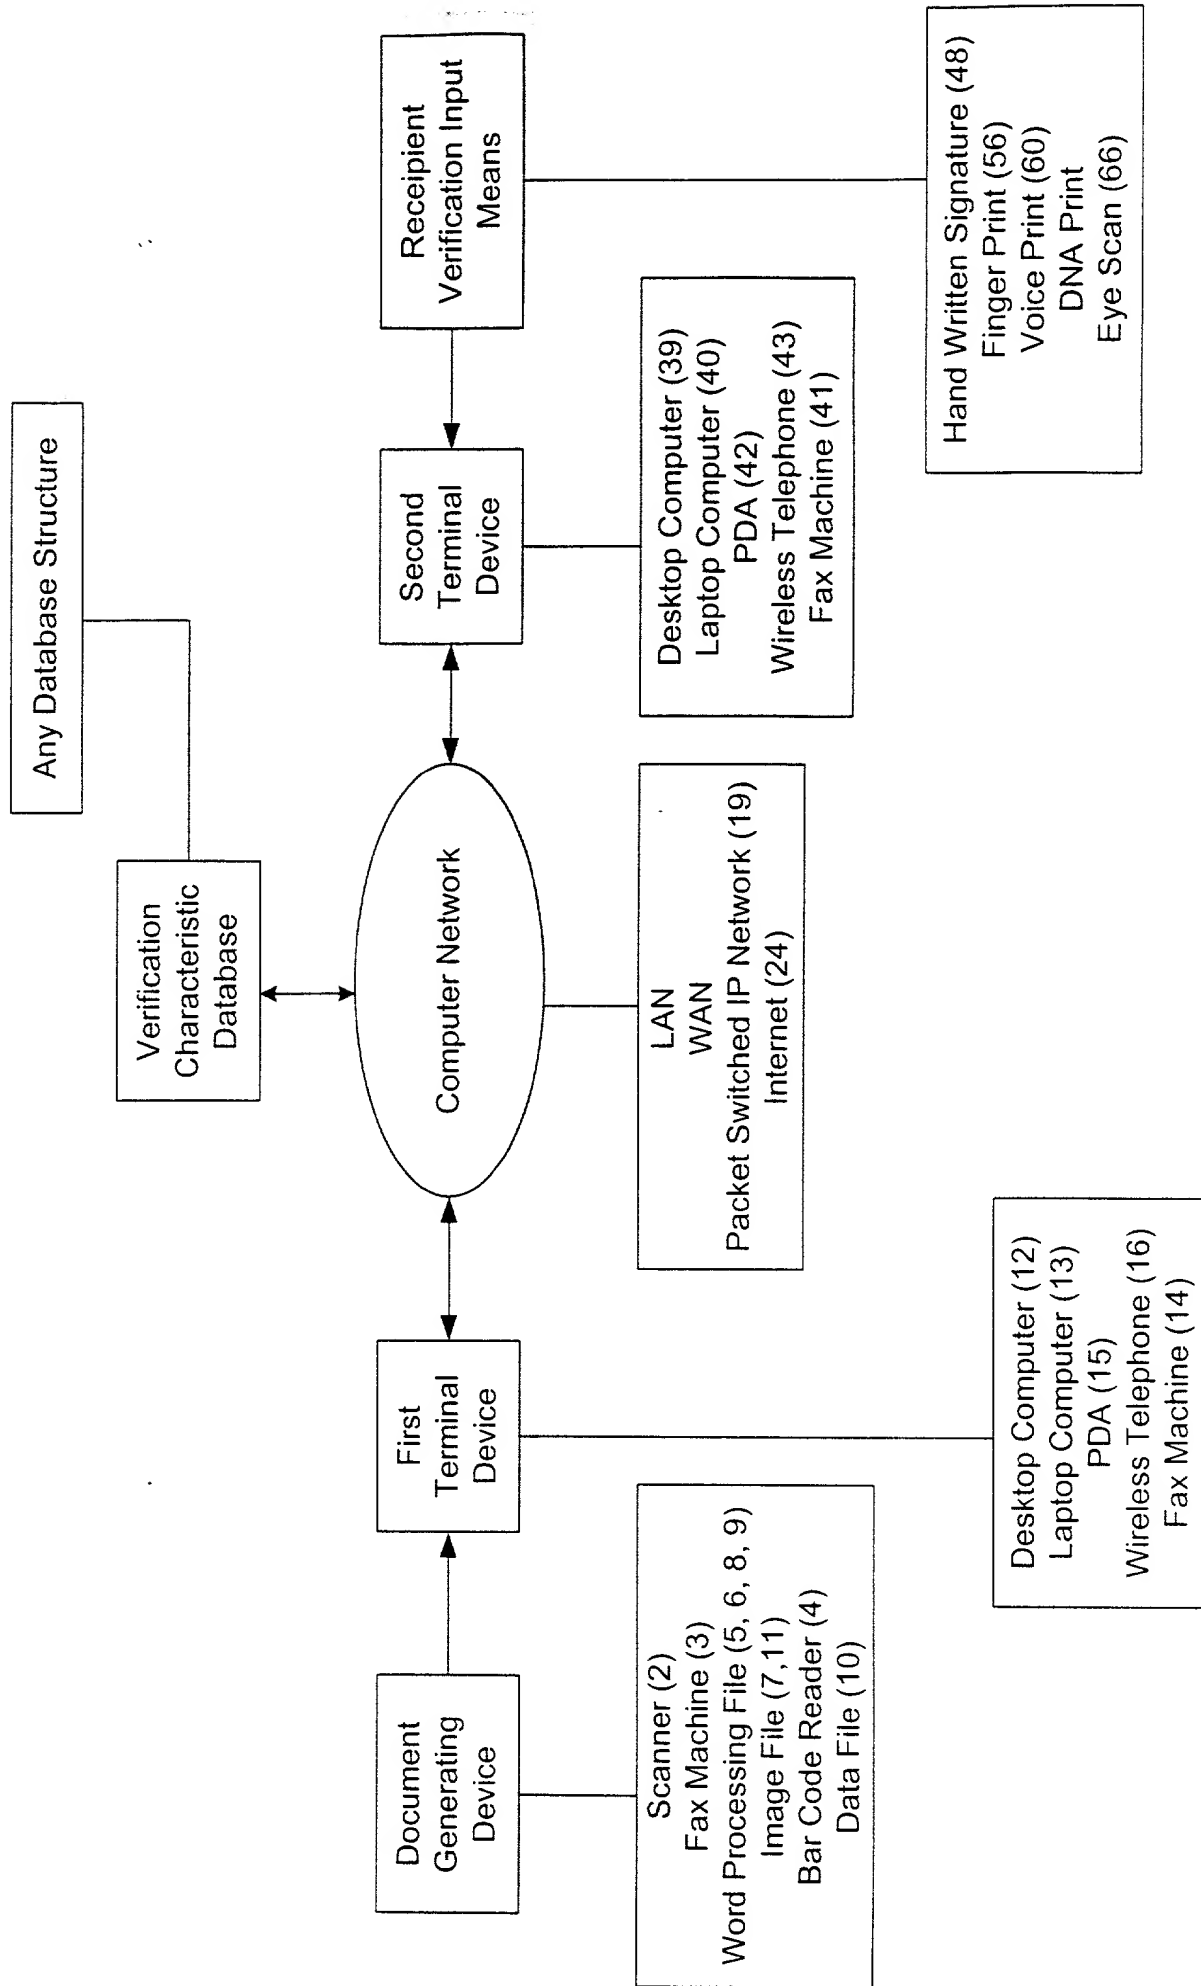 Any Database Structure
Verification
Characteristic
Database
Document
Generating
Device
First
Terminal
Device
Computer Network
Second
Terminal
Device
Receipient
Verification Input
Means
Scanner (2)
Fax Machine (3)
Word Processing File (5, 6, 8, 9)
Image File (7,11)
Bar Code Reader (4)
Data File (10)
LAN
WAN
Packet Switched IP Network (19)
Internet (24)
Desktop Computer (39)
Laptop Computer (40)
PDA (42)
Wireless Telephone (43)
Fax Machine (41)
Desktop Computer (12)
Laptop Computer (13)
PDA (15)
Wireless Telephone (16)
Fax Machine (14)
Hand Written Signature (48)
Finger Print (56)
Voice Print (60)
DNA Print
Eye Scan (66)